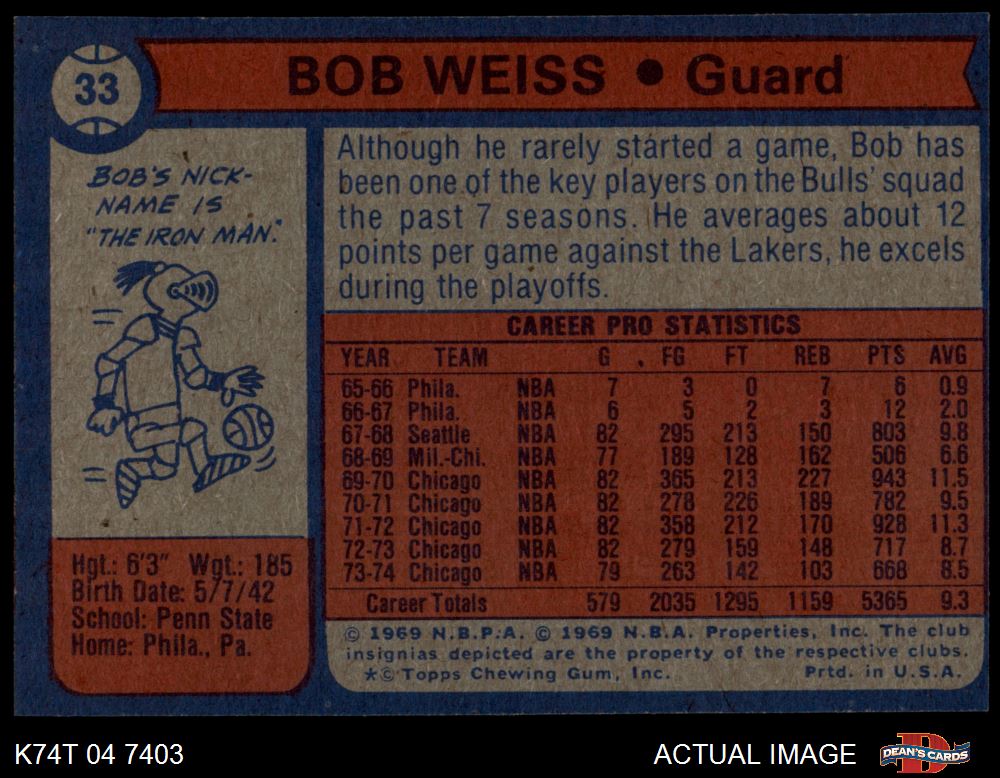 33
BOB WEISS • Guard
BOB'S NICK-
NAME IS
"THE IRON MAN."
Although he rarely started a game, Bob has
been one of the key players on the Bulls' squad
the past 7 seasons. He averages about 12
points per game against the Lakers, he excels
during the playoffs.
CAREER PRO STATISTICS
YEAR TEAM G FG FT REB PTS AVG
65-66 Phila. NBA 7 3 0 7 6 0.9
66-67 Phila. NBA 6 5 2 3 12 2.0
67-68 Seattle NBA 82 295 213 150 803 9.8
68-69 Mil.-Chi. NBA 77 189 128 162 506 6.6
69-70 Chicago NBA 82 365 213 227 943 11.5
70-71 Chicago NBA 82 278 226 189 782 9.5
71-72 Chicago NBA 82 358 212 170 928 11.3
72-73 Chicago NBA 82 279 159 148 717 8.7
73-74 Chicago NBA 79 263 142 103 668 8.5
Career Totals 579 2035 1295 1159 5365 9.3
Hgt.: 6'3" Wgt.: 185
Birth Date: 5/7/42
School: Penn State
Home: Phila., Pa.
© 1969 N.B.P.A. © 1969 N.B.A. Properties, Inc. The club
insignias depicted are the property of the respective clubs.
*© Topps Chewing Gum, Inc. Prtd. in U.S.A.
K74T 04 7403 ACTUAL IMAGE D DEAN'S CARDS